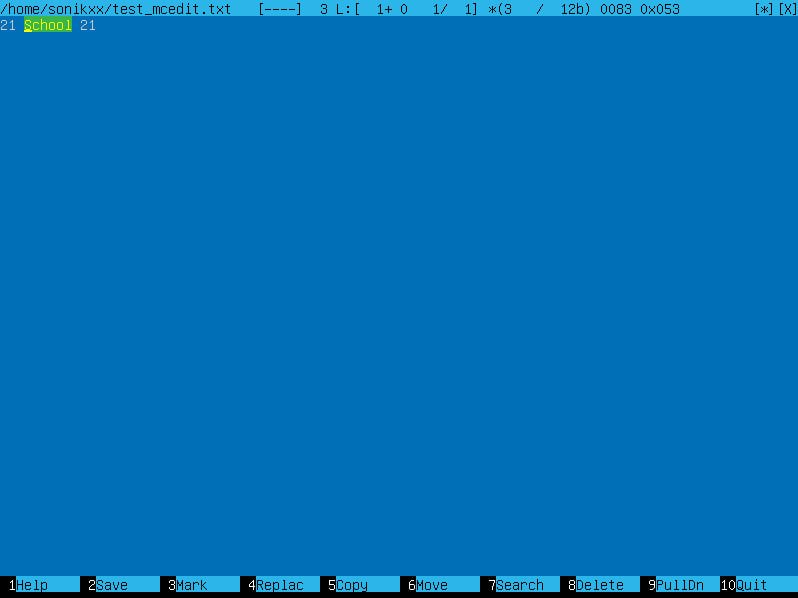 /home/sonikxx/test_mcedit.txt [----] 3 L:[ 1+ 0 1/ 1] *(3 / 12b) 0083 0x053 [*][X]
21 School 21
1Help 2Save 3Mark 4Replac 5Copy 6Move 7Search 8Delete 9PullDn 10Quit